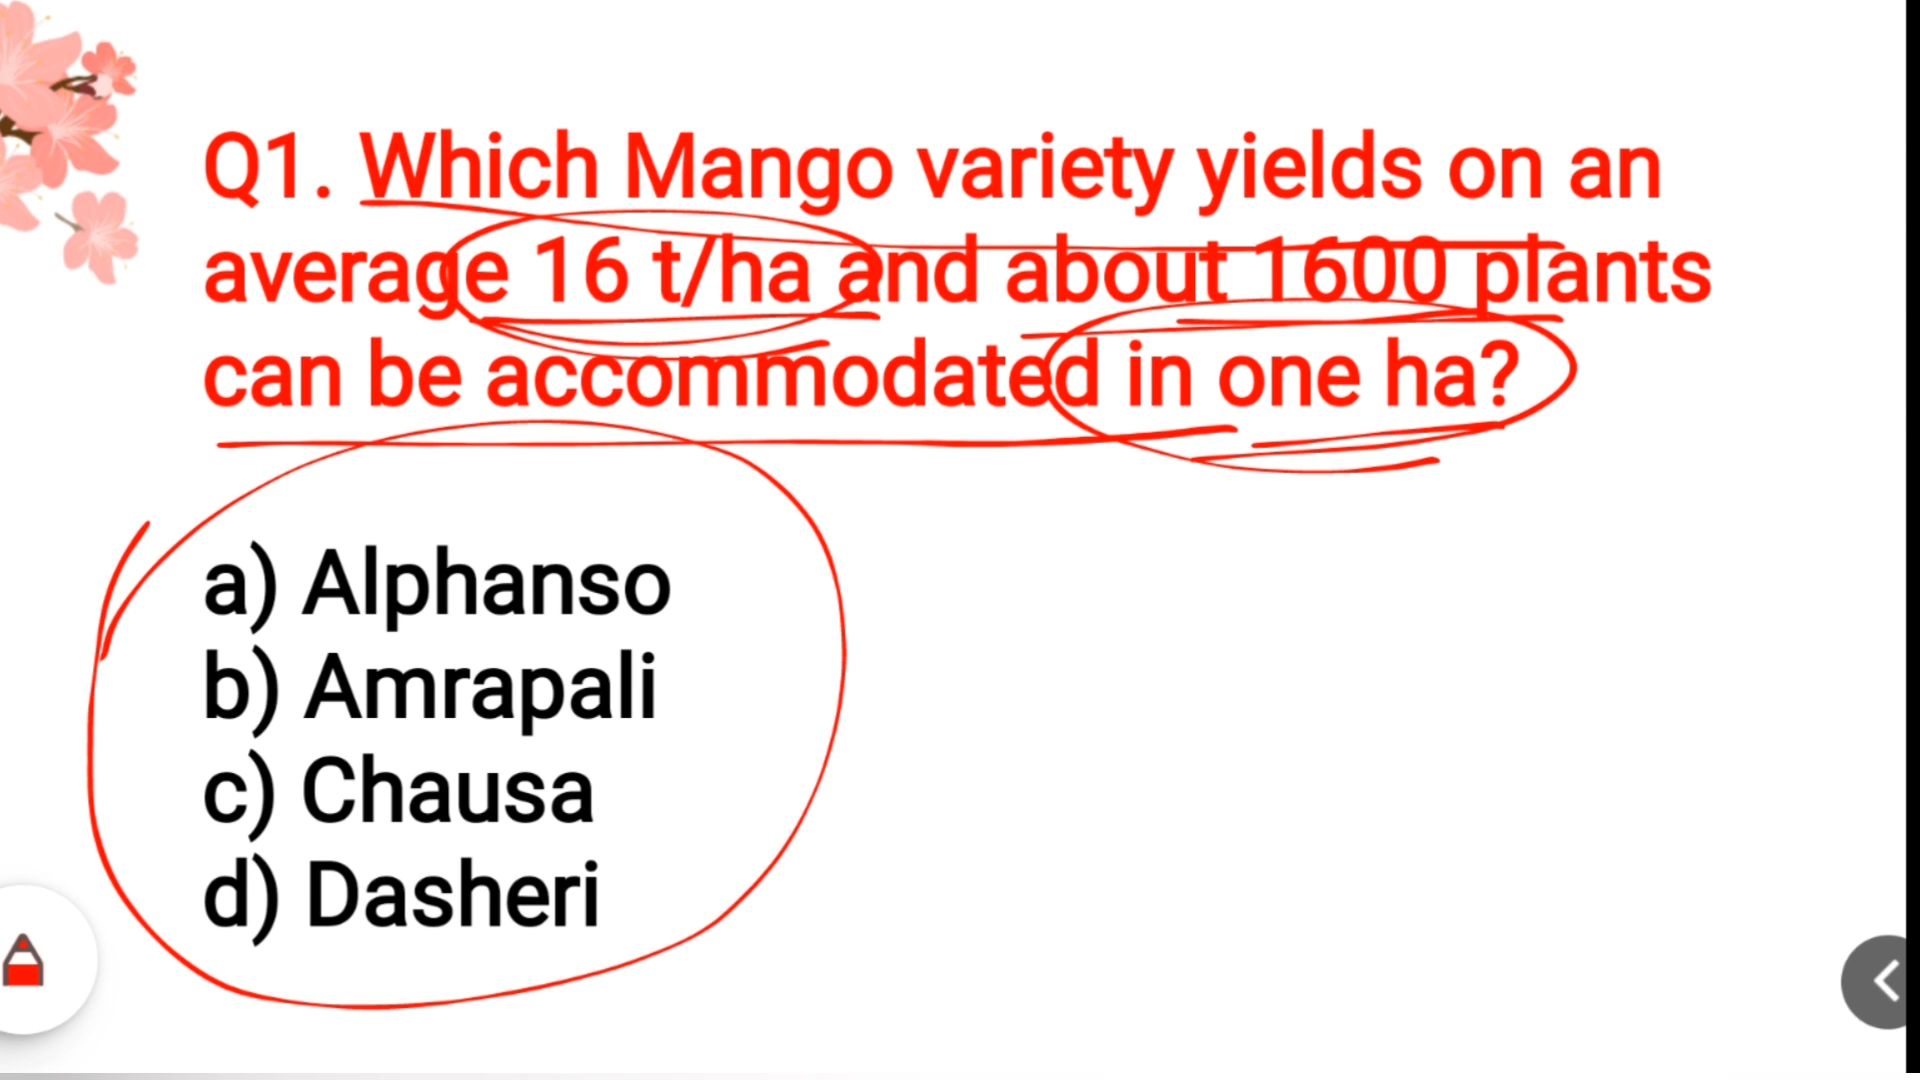 Q1. Which Mango variety yields on an
average 16 t/ha and about 1600 plants
can be accommodated in one ha?
a) Alphanso
b) Amrapali
c) Chausa
d) Dasheri